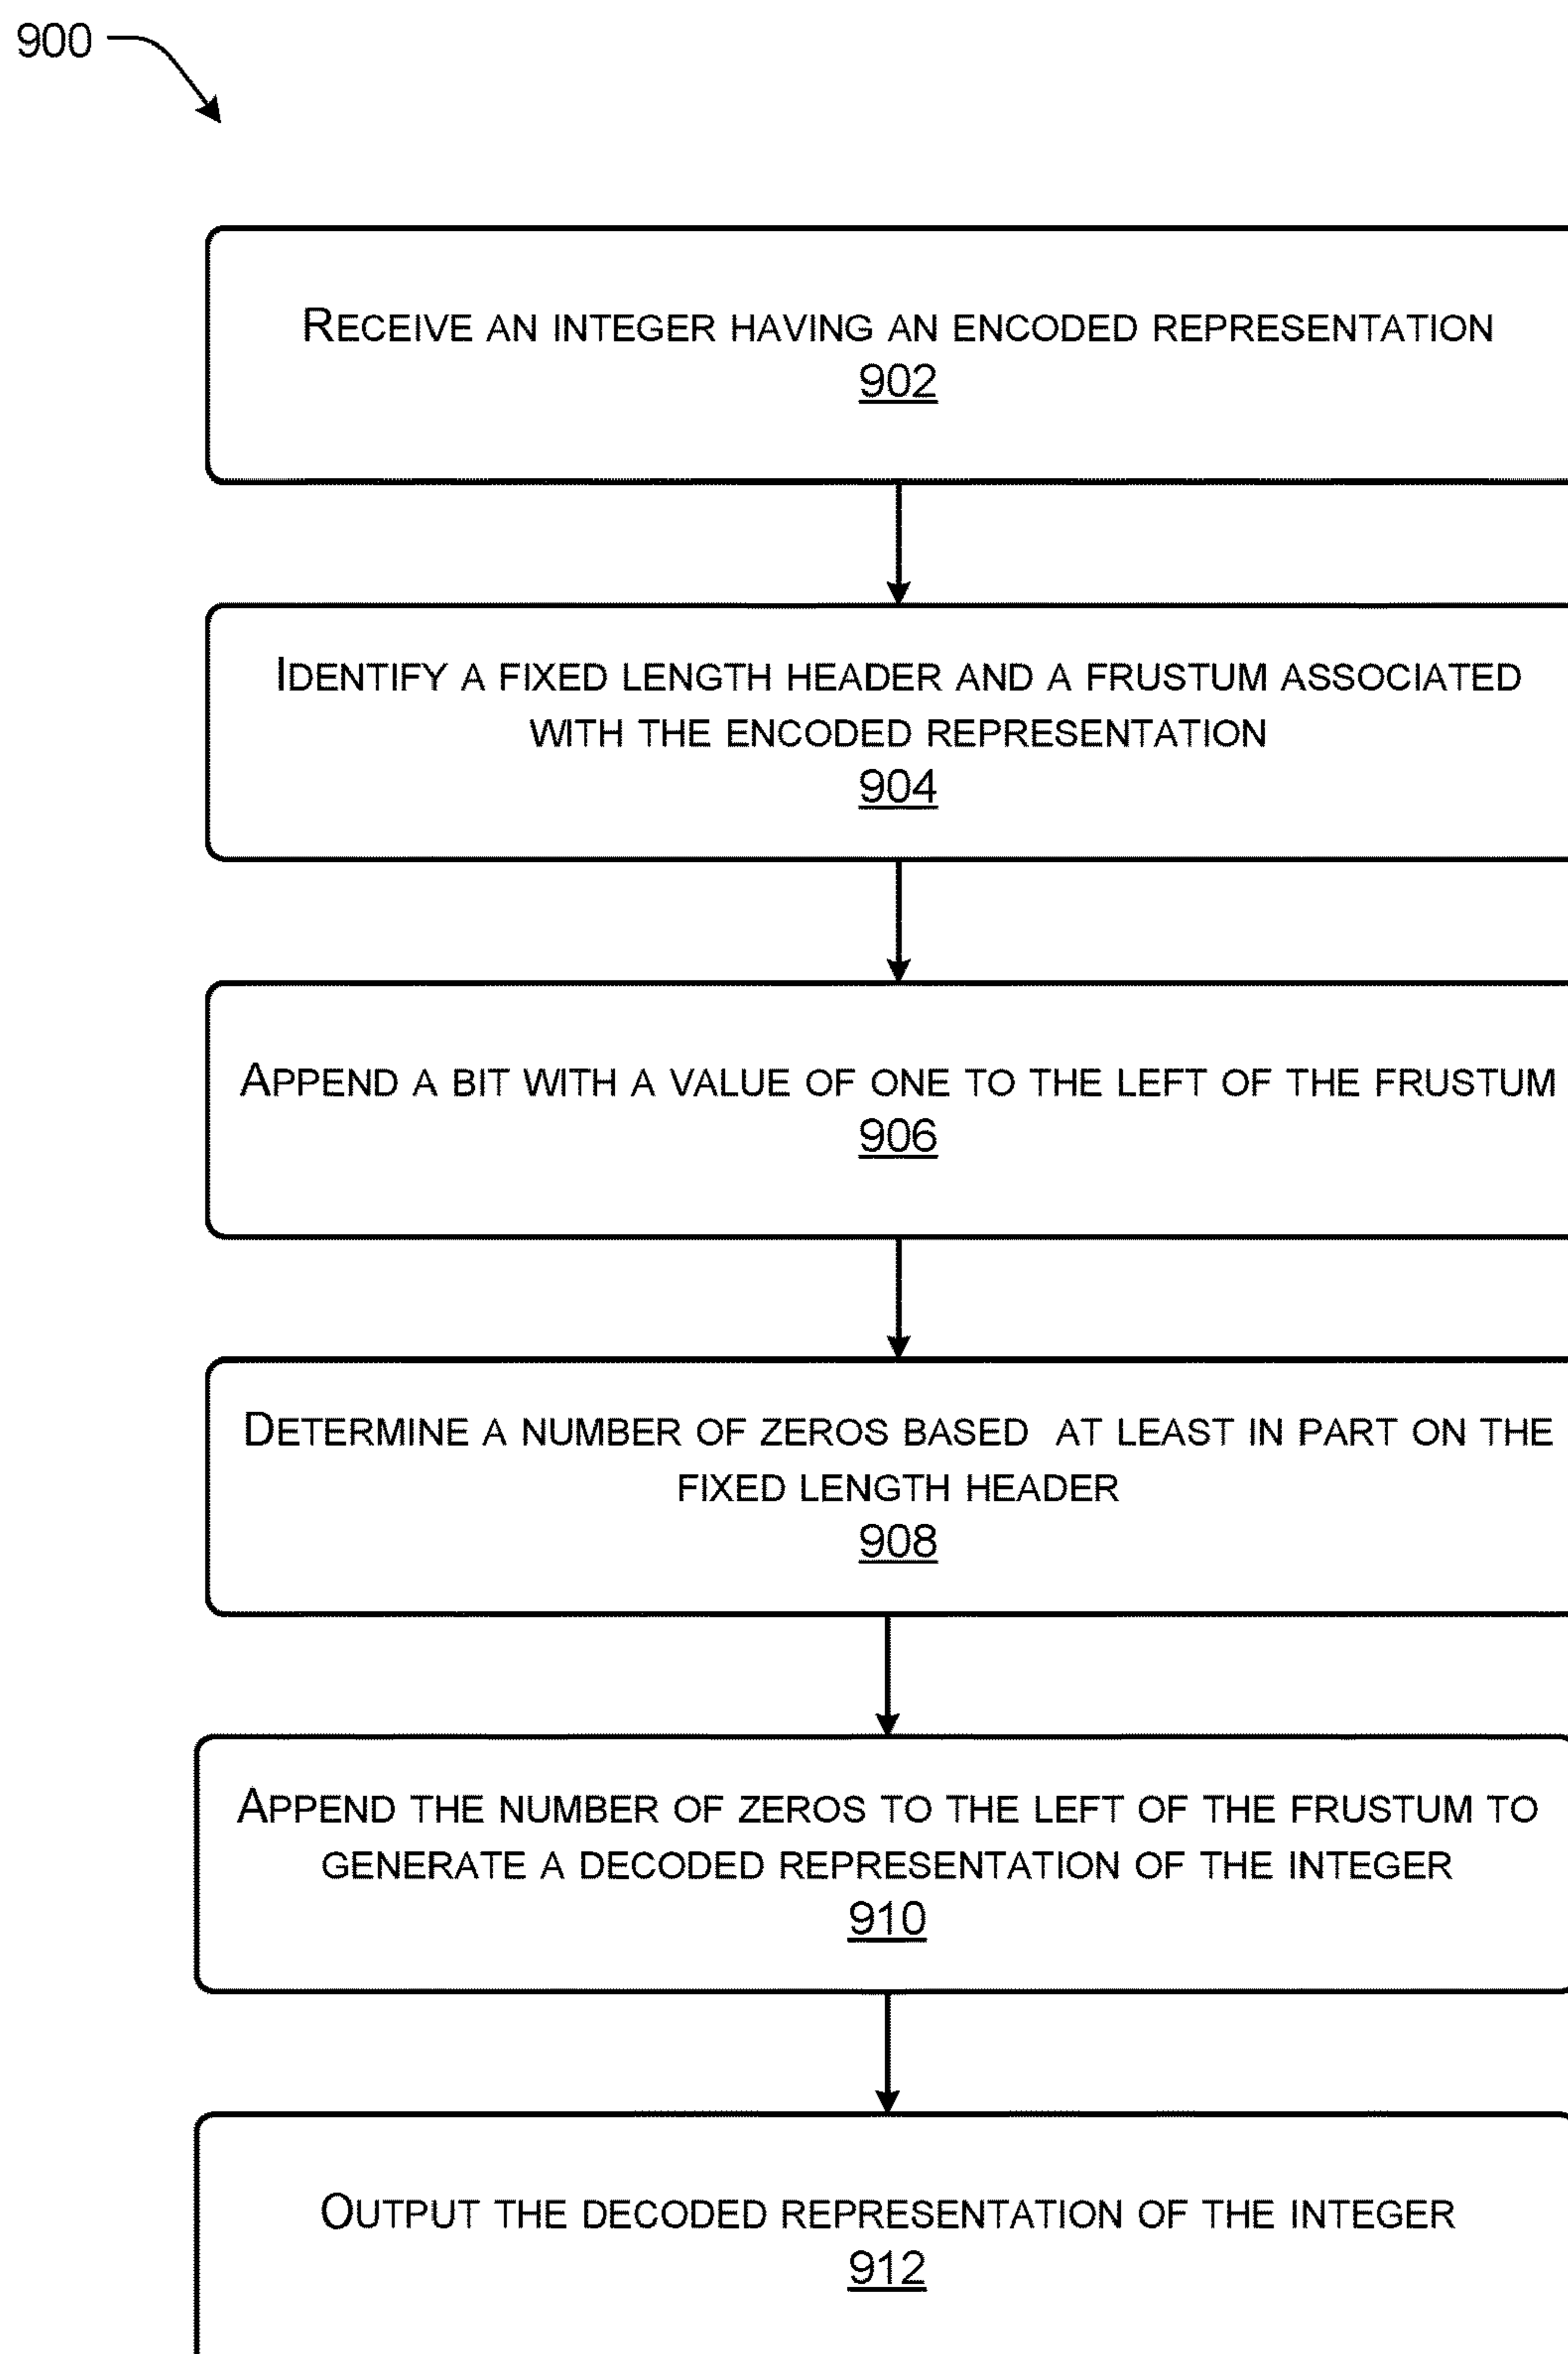 900
RECEIVE AN INTEGER HAVING AN ENCODED REPRESENTATION
902
IDENTIFY A FIXED LENGTH HEADER AND A FRUSTUM ASSOCIATED
WITH THE ENCODED REPRESENTATION
904
APPEND A BIT WITH A VALUE OF ONE TO THE LEFT OF THE FRUSTUM
906
DETERMINE A NUMBER OF ZEROS BASED AT LEAST IN PART ON THE
FIXED LENGTH HEADER
908
APPEND THE NUMBER OF ZEROS TO THE LEFT OF THE FRUSTUM TO
GENERATE A DECODED REPRESENTATION OF THE INTEGER
910
OUTPUT THE DECODED REPRESENTATION OF THE INTEGER
912